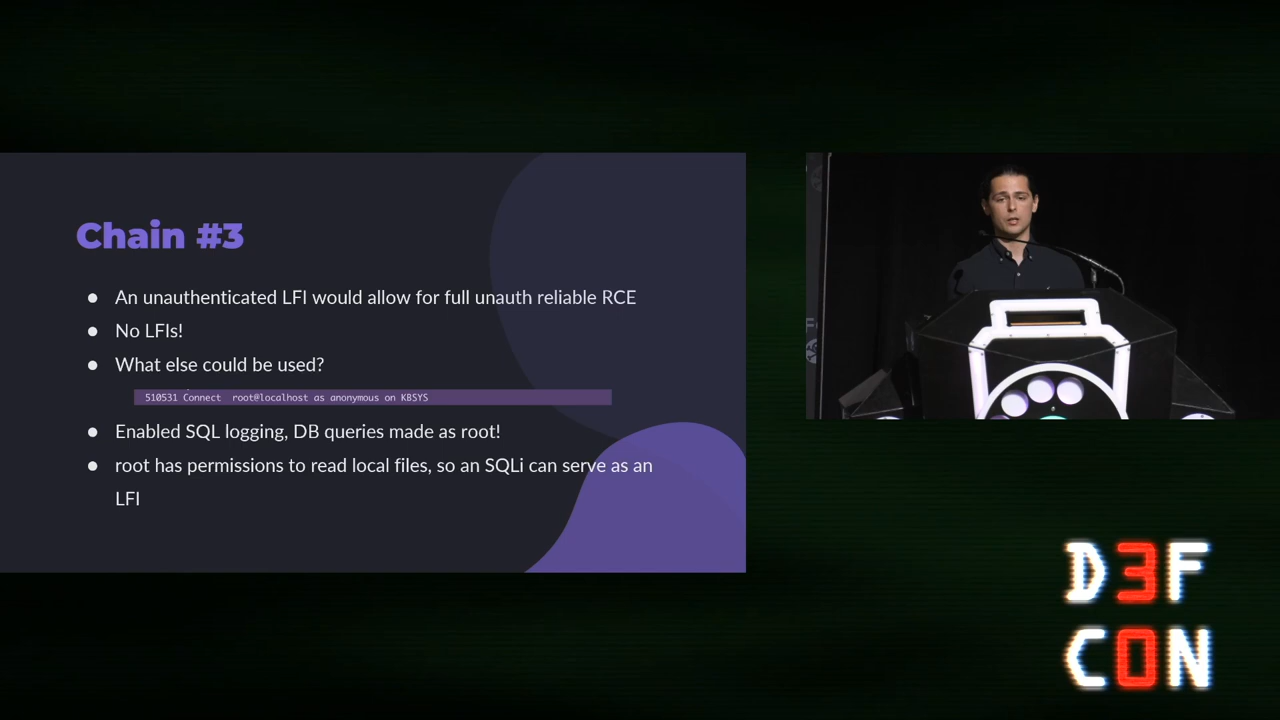 Chain #3
● An unauthenticated LFI would allow for full unauth reliable RCE
● No LFIs!
● What else could be used?
510531 Connect  root@localhost as anonymous on KBSYS
● Enabled SQL logging, DB queries made as root!
● root has permissions to read local files, so an SQLi can serve as an
LFI
D3F
C0N